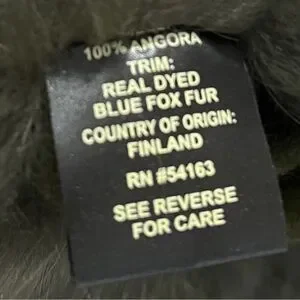 100% ANGORA
TRIM:
REAL DYED
BLUE FOX FUR
COUNTRY OF ORIGIN:
FINLAND
RN #54163
SEE REVERSE
FOR CARE